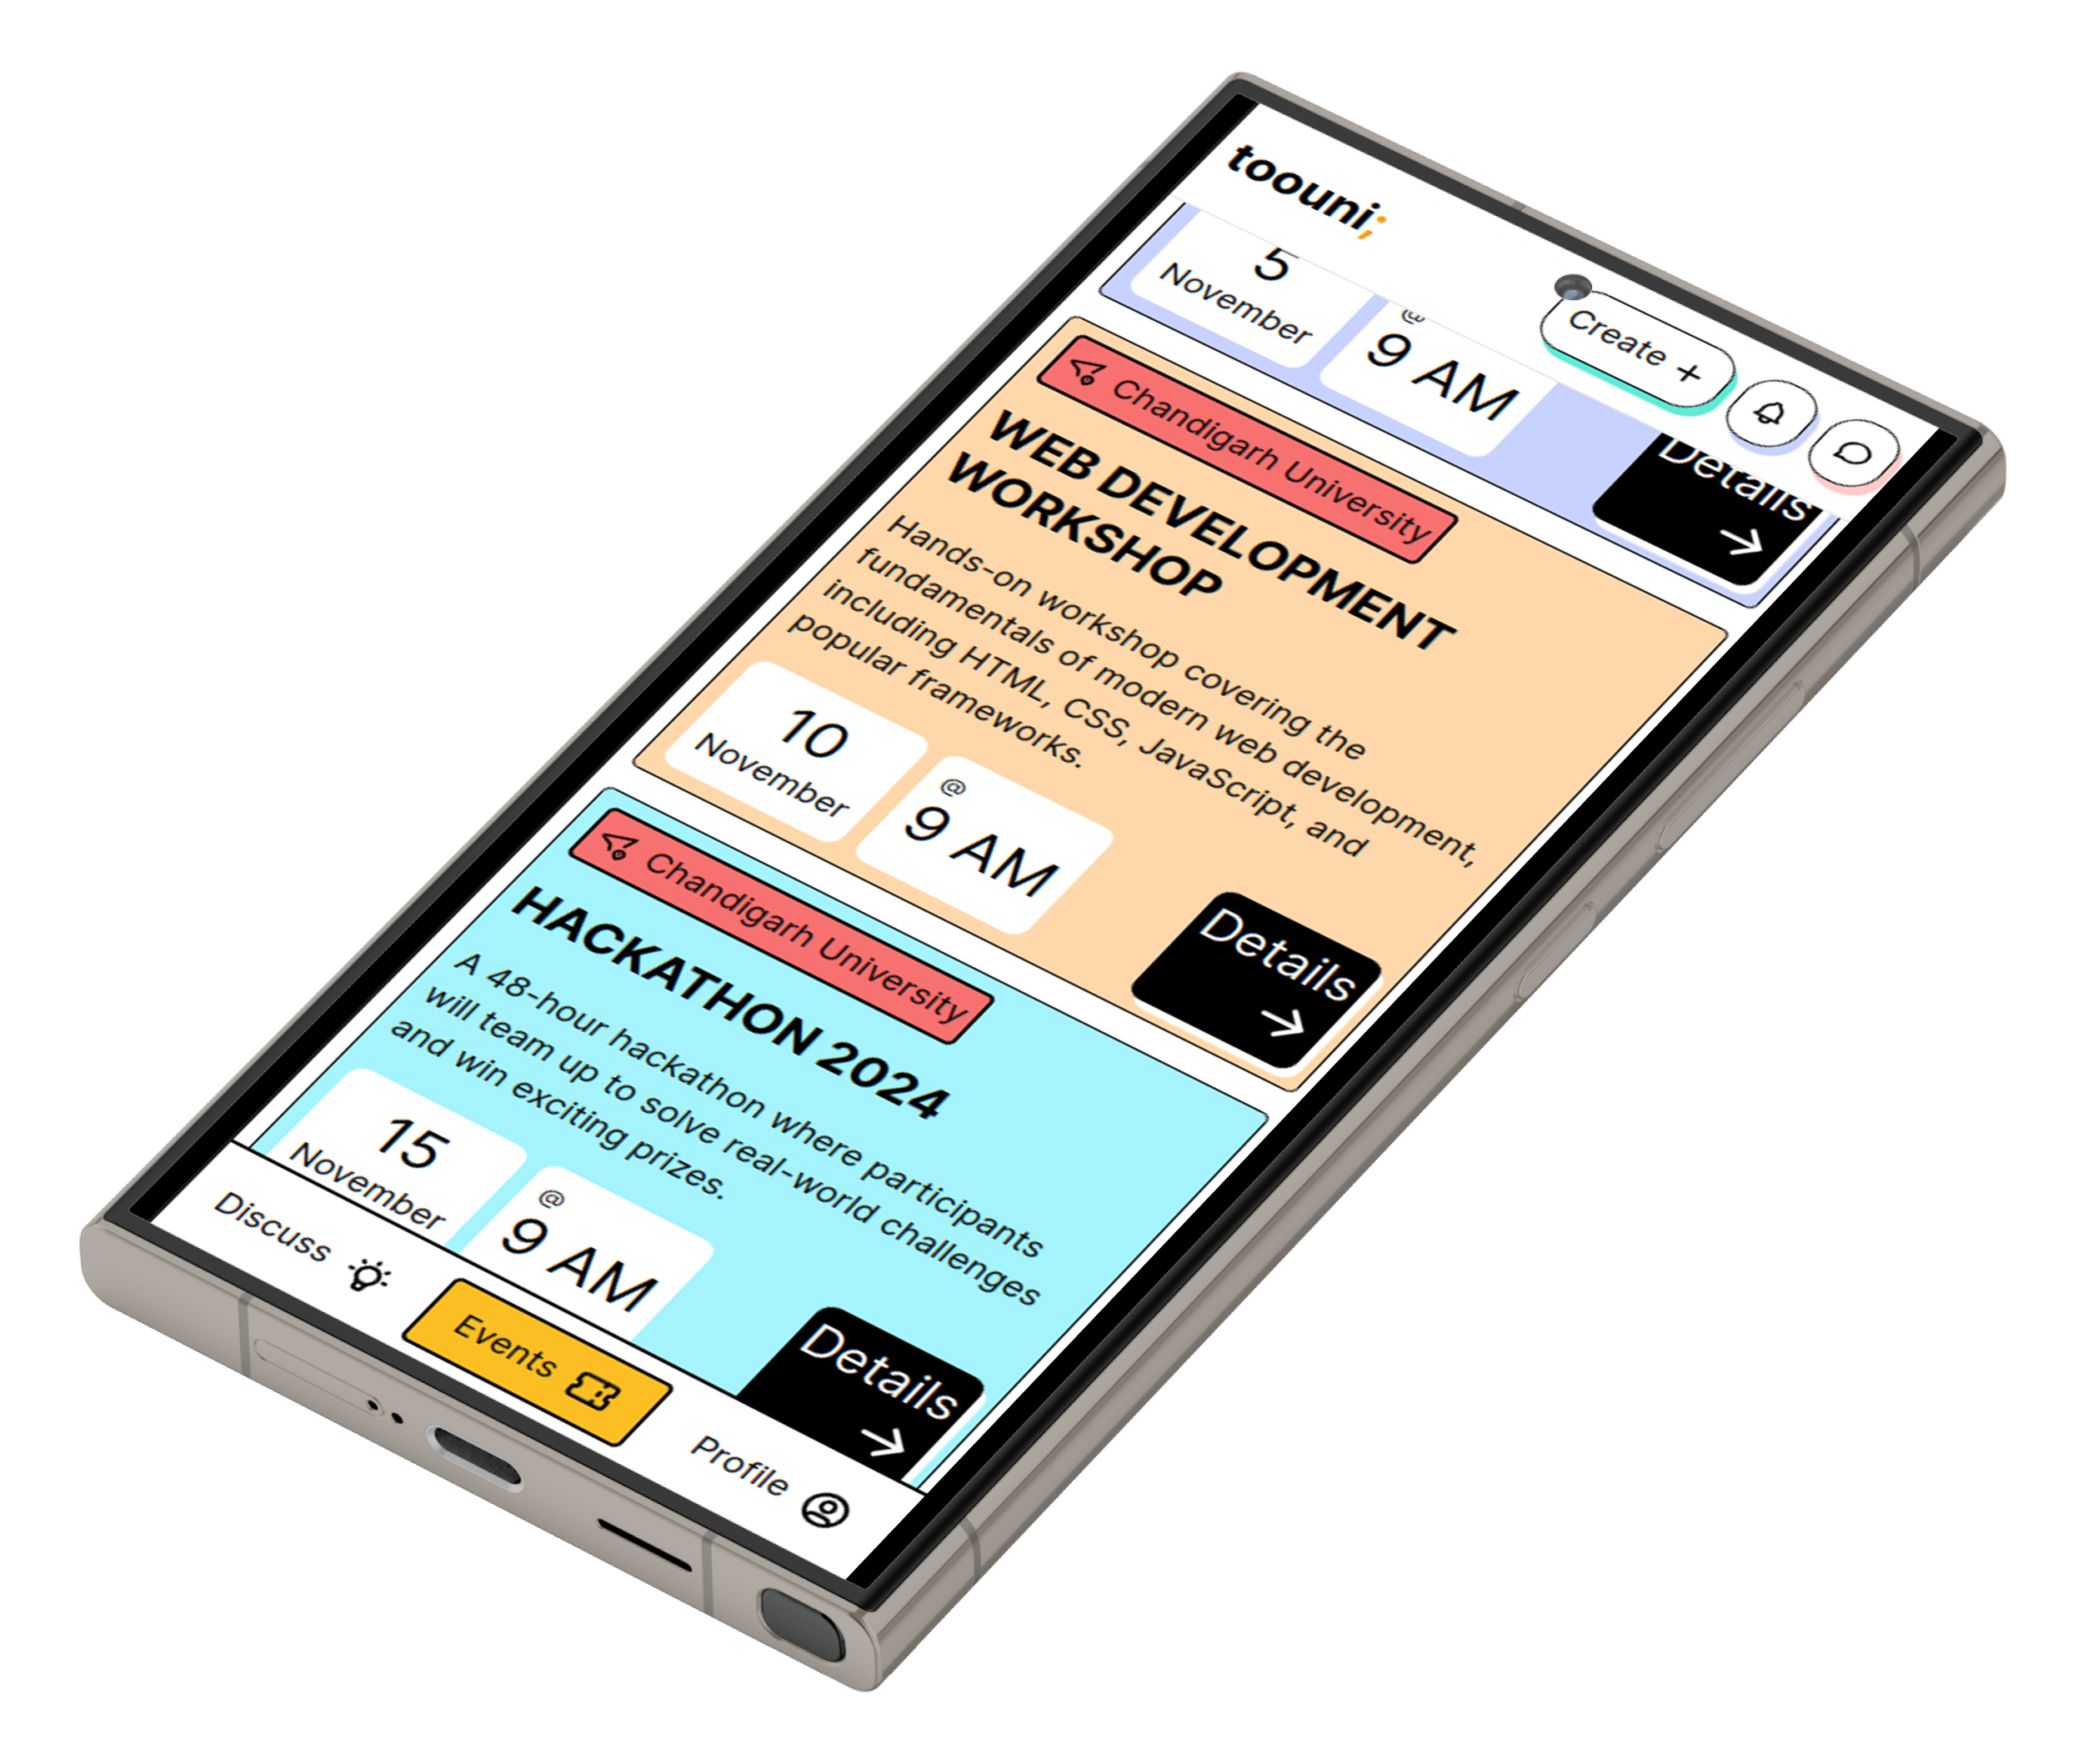 toouni;
Create +
5
November
@
9 AM
Details
Chandigarh University
WEB DEVELOPMENT
WORKSHOP
Hands-on workshop covering the
fundamentals of modern web development,
including HTML, CSS, JavaScript, and
popular frameworks.
10
November
@
9 AM
Details
Chandigarh University
HACKATHON 2024
A 48-hour hackathon where participants
will team up to solve real-world challenges
and win exciting prizes.
15
November
@
9 AM
Details
Discuss
Events
Profile